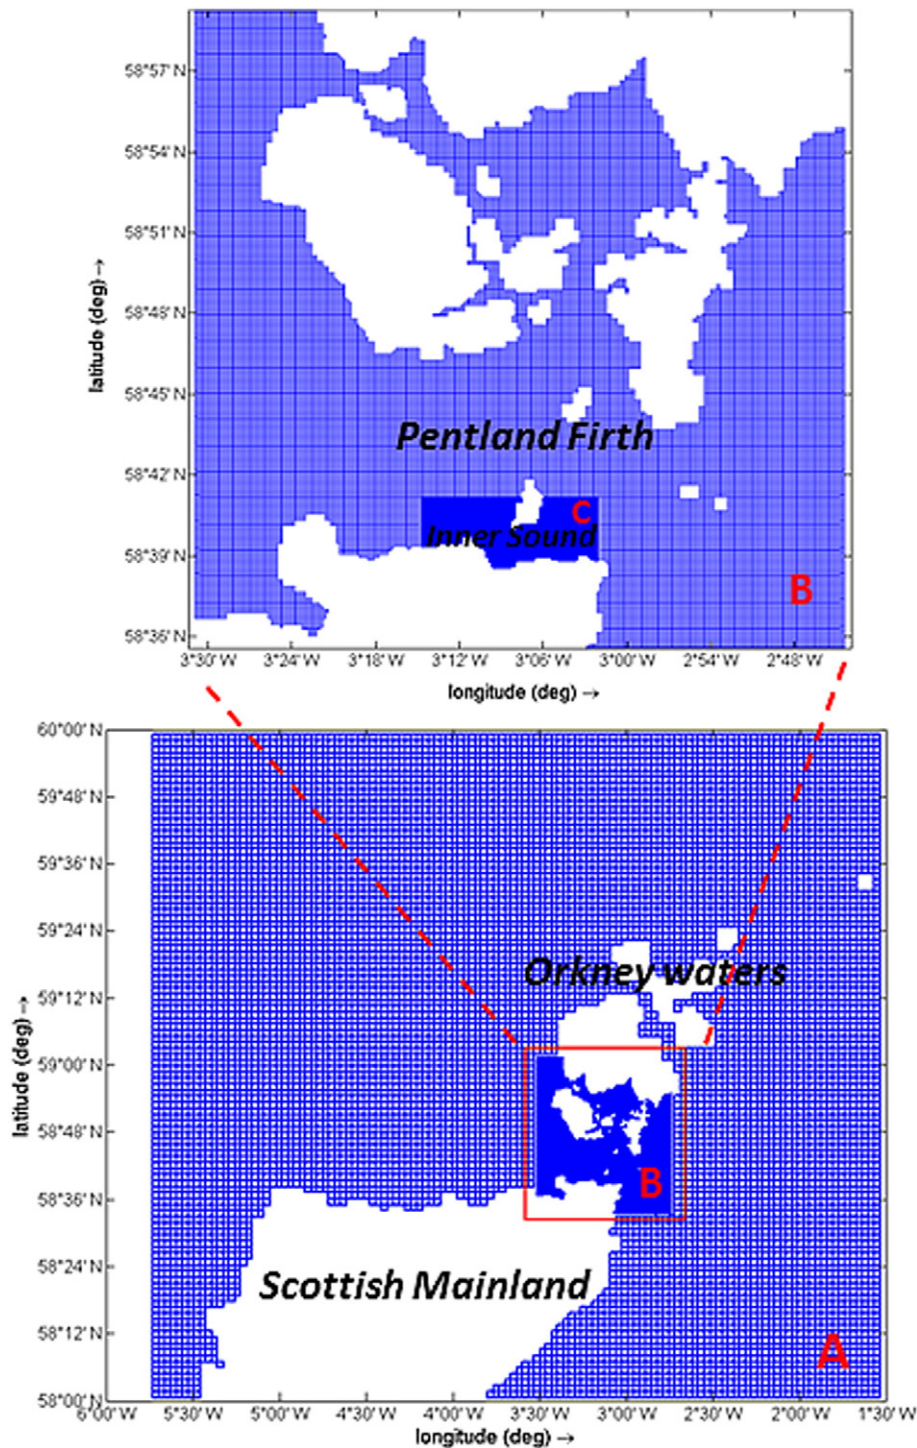 58°57' N
58°54' N
58°51' N
58°48' N
58°45' N
58°42' N
58°39' N
58°36' N
latitude (deg) →
Pentland Firth
C
Inner Sound
B
3°30' W 3°24' W 3°18' W 3°12' W 3°06' W 3°00' W 2°54' W 2°48' W
longitude (deg) →
60°00' N
59°48' N
59°36' N
59°24' N
59°12' N
59°00' N
58°48' N
58°36' N
58°24' N
58°12' N
58°00' N
latitude (deg) →
Orkney waters
B
Scottish Mainland
A
6°00' W 5°30' W 5°00' W 4°30' W 4°00' W 3°30' W 3°00' W 2°30' W 2°00' W 1°30' W
longitude (deg) →